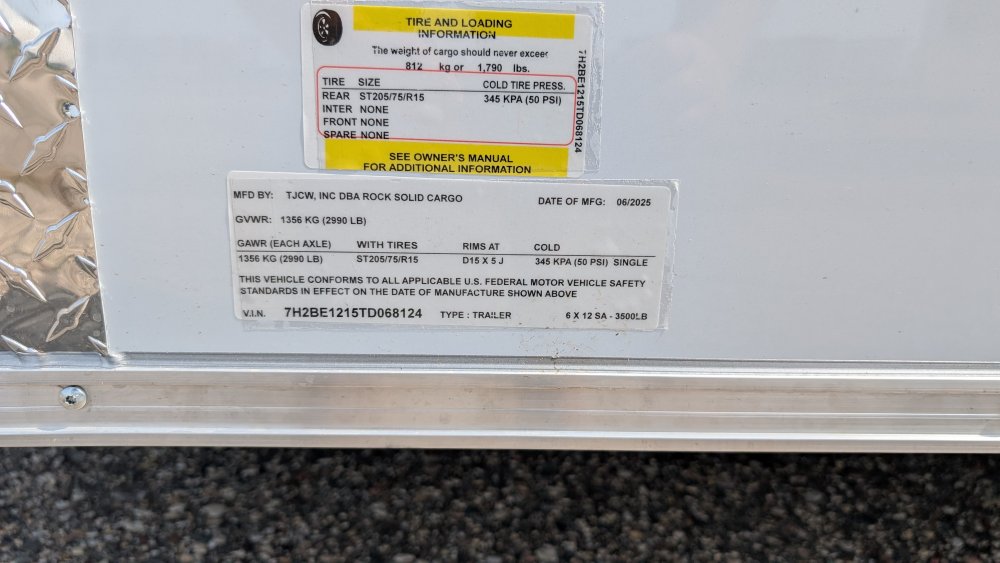 TIRE AND LOADING
INFORMATION
The weight of cargo should never exceed
812 kg or 1,790 lbs.
TIRE SIZE COLD TIRE PRESS.
REAR ST205/75/R15 345 KPA (50 PSI)
INTER NONE
FRONT NONE
SPARE NONE
SEE OWNER'S MANUAL
FOR ADDITIONAL INFORMATION
7H2BE1215TD068124
MFD BY: TJCW, INC DBA ROCK SOLID CARGO DATE OF MFG: 06/2025
GVWR: 1356 KG (2990 LB)
GAWR (EACH AXLE) WITH TIRES RIMS AT COLD
1356 KG (2990 LB) ST205/75/R15 D15 X 5 J 345 KPA (50 PSI) SINGLE
THIS VEHICLE CONFORMS TO ALL APPLICABLE U.S. FEDERAL MOTOR VEHICLE SAFETY
STANDARDS IN EFFECT ON THE DATE OF MANUFACTURE SHOWN ABOVE
V.I.N. 7H2BE1215TD068124 TYPE : TRAILER 6 X 12 SA - 3500LB